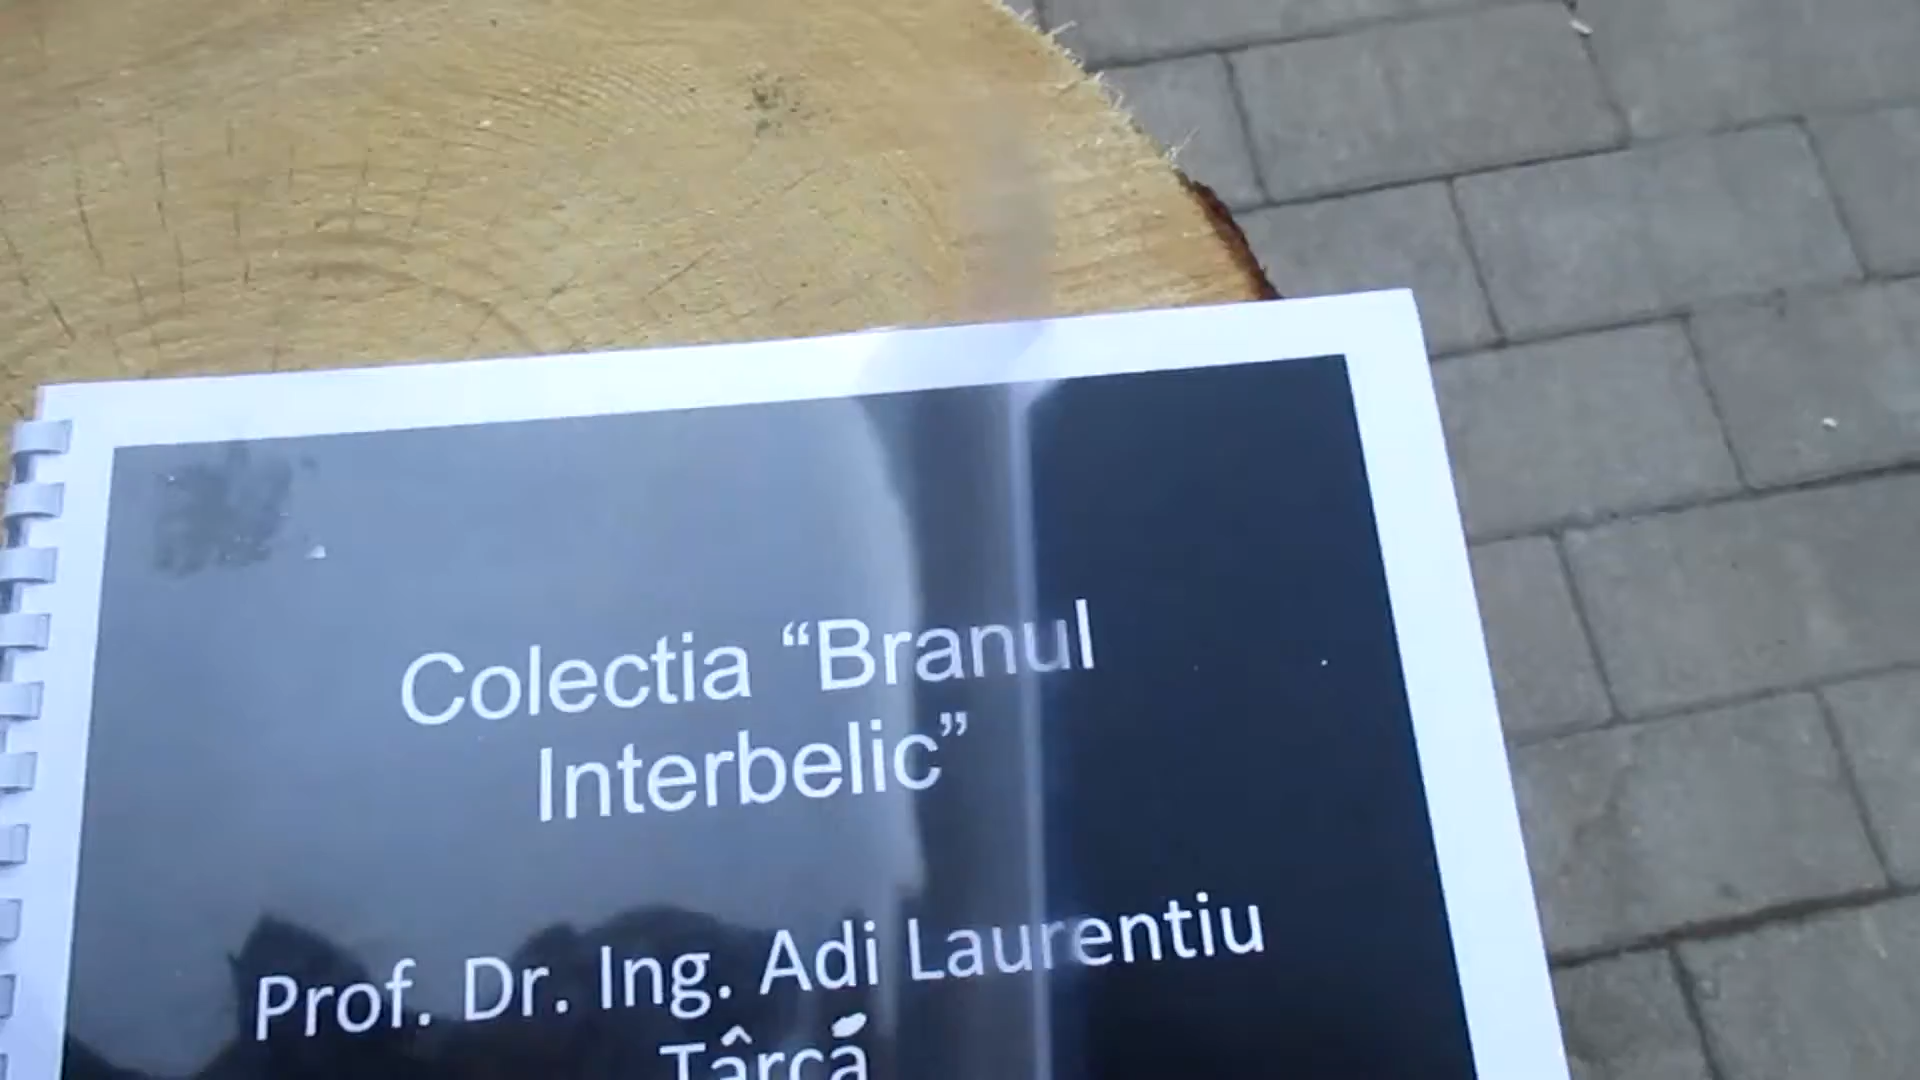 Colectia “Branul
Interbelic”
Prof. Dr. Ing. Adi Laurentiu
Târcă